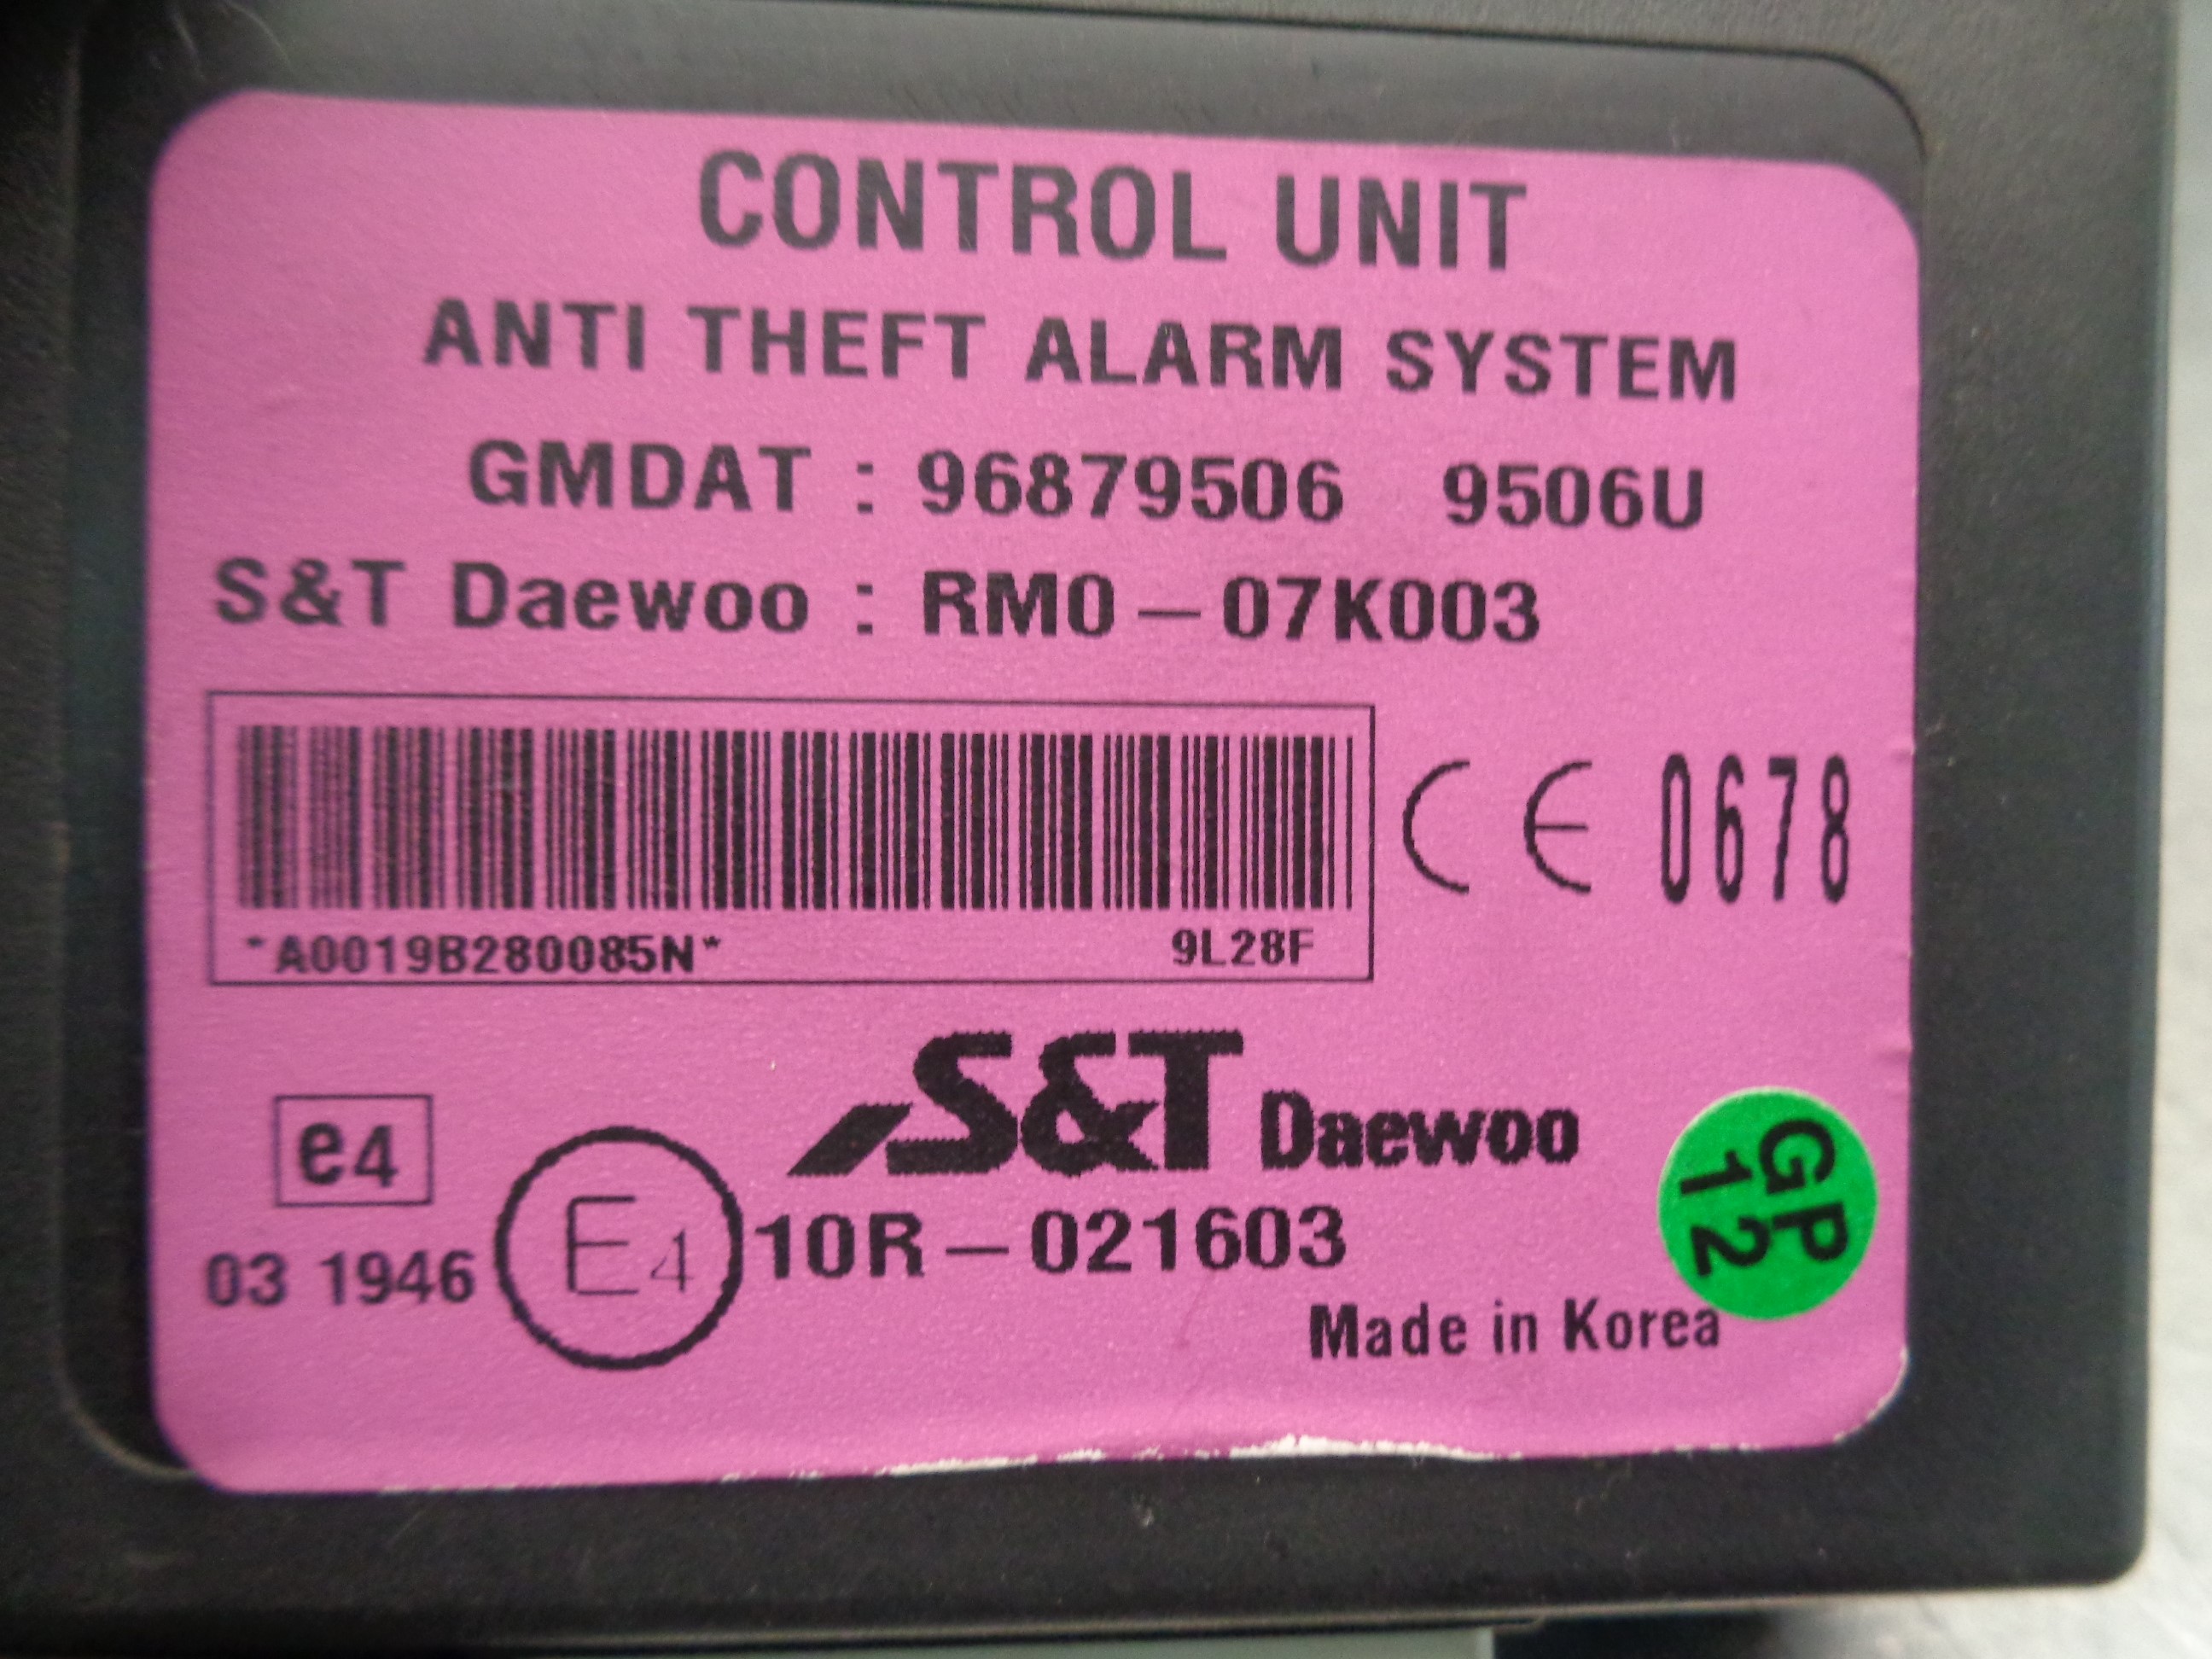 CONTROL UNIT
ANTI THEFT ALARM SYSTEM
GMDAT : 96879506 9506U
S&T Daewoo : RM0-07K003
*A0019B280085N* 9L28F
CE 0678
S&T Daewoo
e4
03 1946
E4
10R-021603
GP
12
Made in Korea